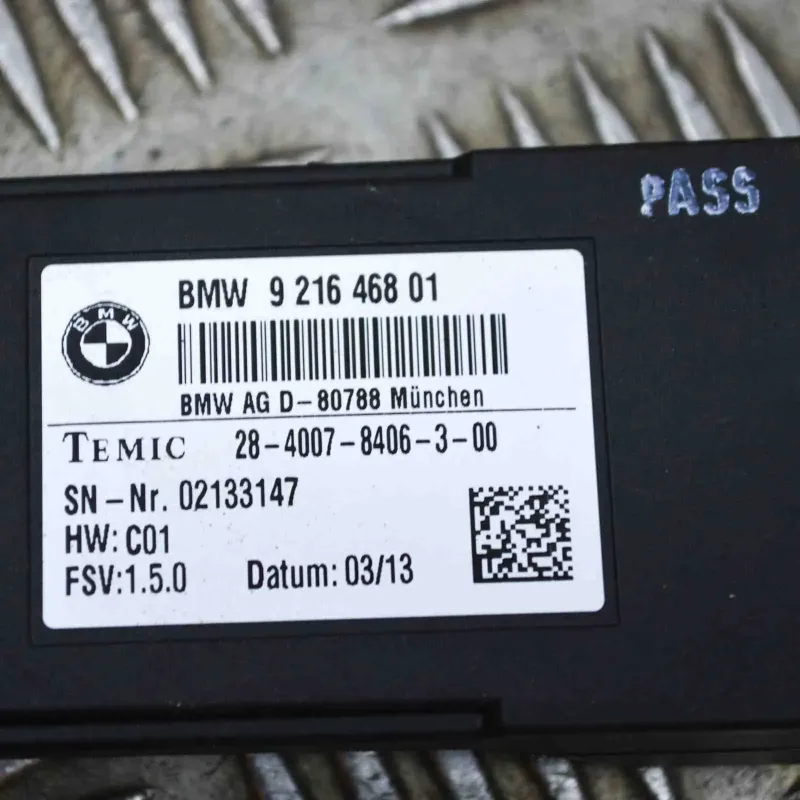 PASS
BMW 9 216 468 01
BMW
BMW AG D-80788 München
TEMIC 28-4007-8406-3-00
SN-Nr. 02133147
HW: C01
FSV:1.5.0 Datum: 03/13